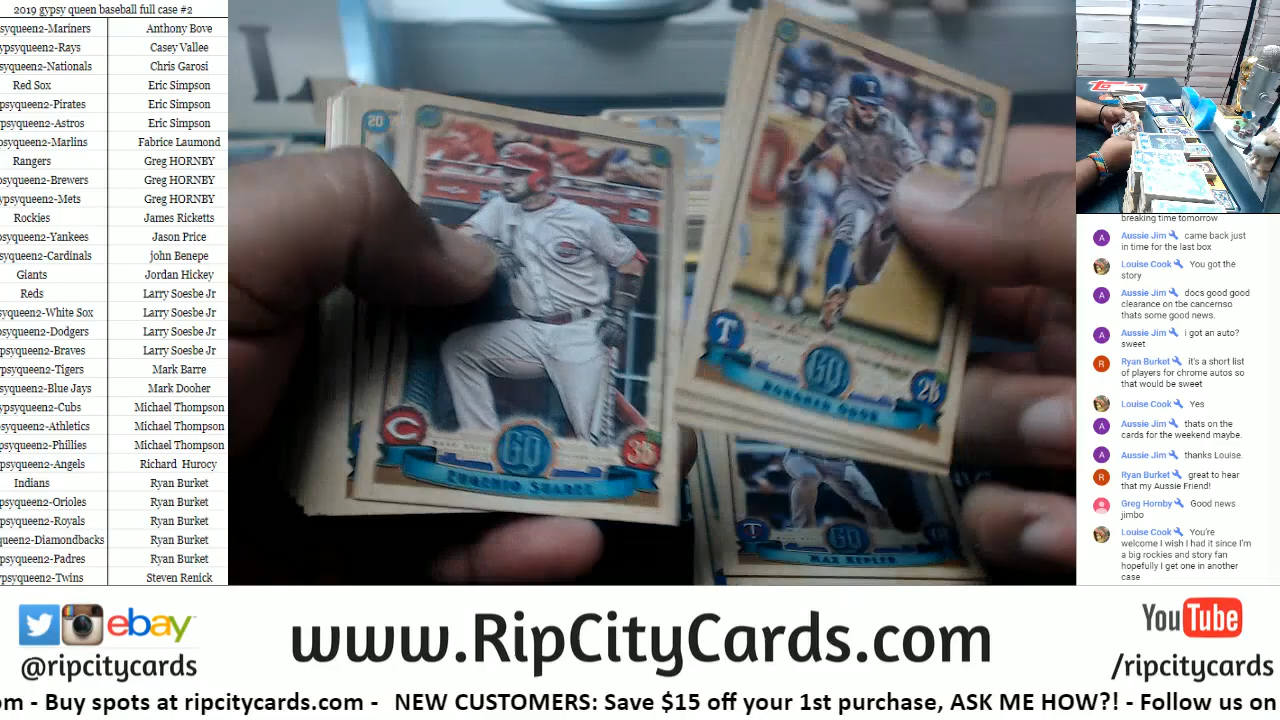 2019 gypsy queen baseball full case #2
syqueen2-Mariners Anthony Bove
ypsyqueen2-Rays Casey Vallee
ypsyqueen2-Nationals Chris Garosi
Red Sox Eric Simpson
psyqueen2-Pirates Eric Simpson
psyqueen2-Astros Eric Simpson
psyqueen2-Marlins Fabrice Laumond
Rangers Greg HORNBY
psyqueen2-Brewers Greg HORNBY
ypsyqueen2-Mets Greg HORNBY
Rockies James Ricketts
psyqueen2-Yankees Jason Price
psyqueen2-Cardinals john Benepe
Giants Jordan Hickey
Reds Larry Soesbe Jr
psyqueen2-White Sox Larry Soesbe Jr
psyqueen2-Dodgers Larry Soesbe Jr
psyqueen2-Braves Larry Soesbe Jr
psyqueen2-Tigers Mark Barre
psyqueen2-Blue Jays Mark Dooher
ypsyqueen2-Cubs Michael Thompson
psyqueen2-Athletics Michael Thompson
psyqueen2-Phillies Michael Thompson
psyqueen2-Angels Richard Hurocy
Indians Ryan Burket
psyqueen2-Orioles Ryan Burket
psyqueen2-Royals Ryan Burket
queen2-Diamondbacks Ryan Burket
psyqueen2-Padres Ryan Burket
psyqueen2-Twins Steven Renick
20
T
C
GQ
38
EUGENIO SUAREZ
T
GQ
26
T
GQ
MAX KEPLER
breaking time tomorrow
A Aussie Jim came back just
in time for the last box
Louise Cook You got the
story
A Aussie Jim docs good good
clearance on the cancernso
thats some good news.
A Aussie Jim i got an auto?
sweet
R Ryan Burket it's a short list
of players for chrome autos so
that would be sweet
Louise Cook Yes
A Aussie Jim thats on the
cards for the weekend maybe.
A Aussie Jim thanks Louise.
R Ryan Burket great to hear
that my Aussie Friend!
Greg Hornby Good news
jimbo
Louise Cook You're
welcome I wish I had it since I'm
a big rockies and story fan
hopefully I get one in another
case
ebay
@ripcitycards
www.RipCityCards.com
YouTube
/ripcitycards
om - Buy spots at ripcitycards.com - NEW CUSTOMERS: Save $15 off your 1st purchase, ASK ME HOW?! - Follow us on